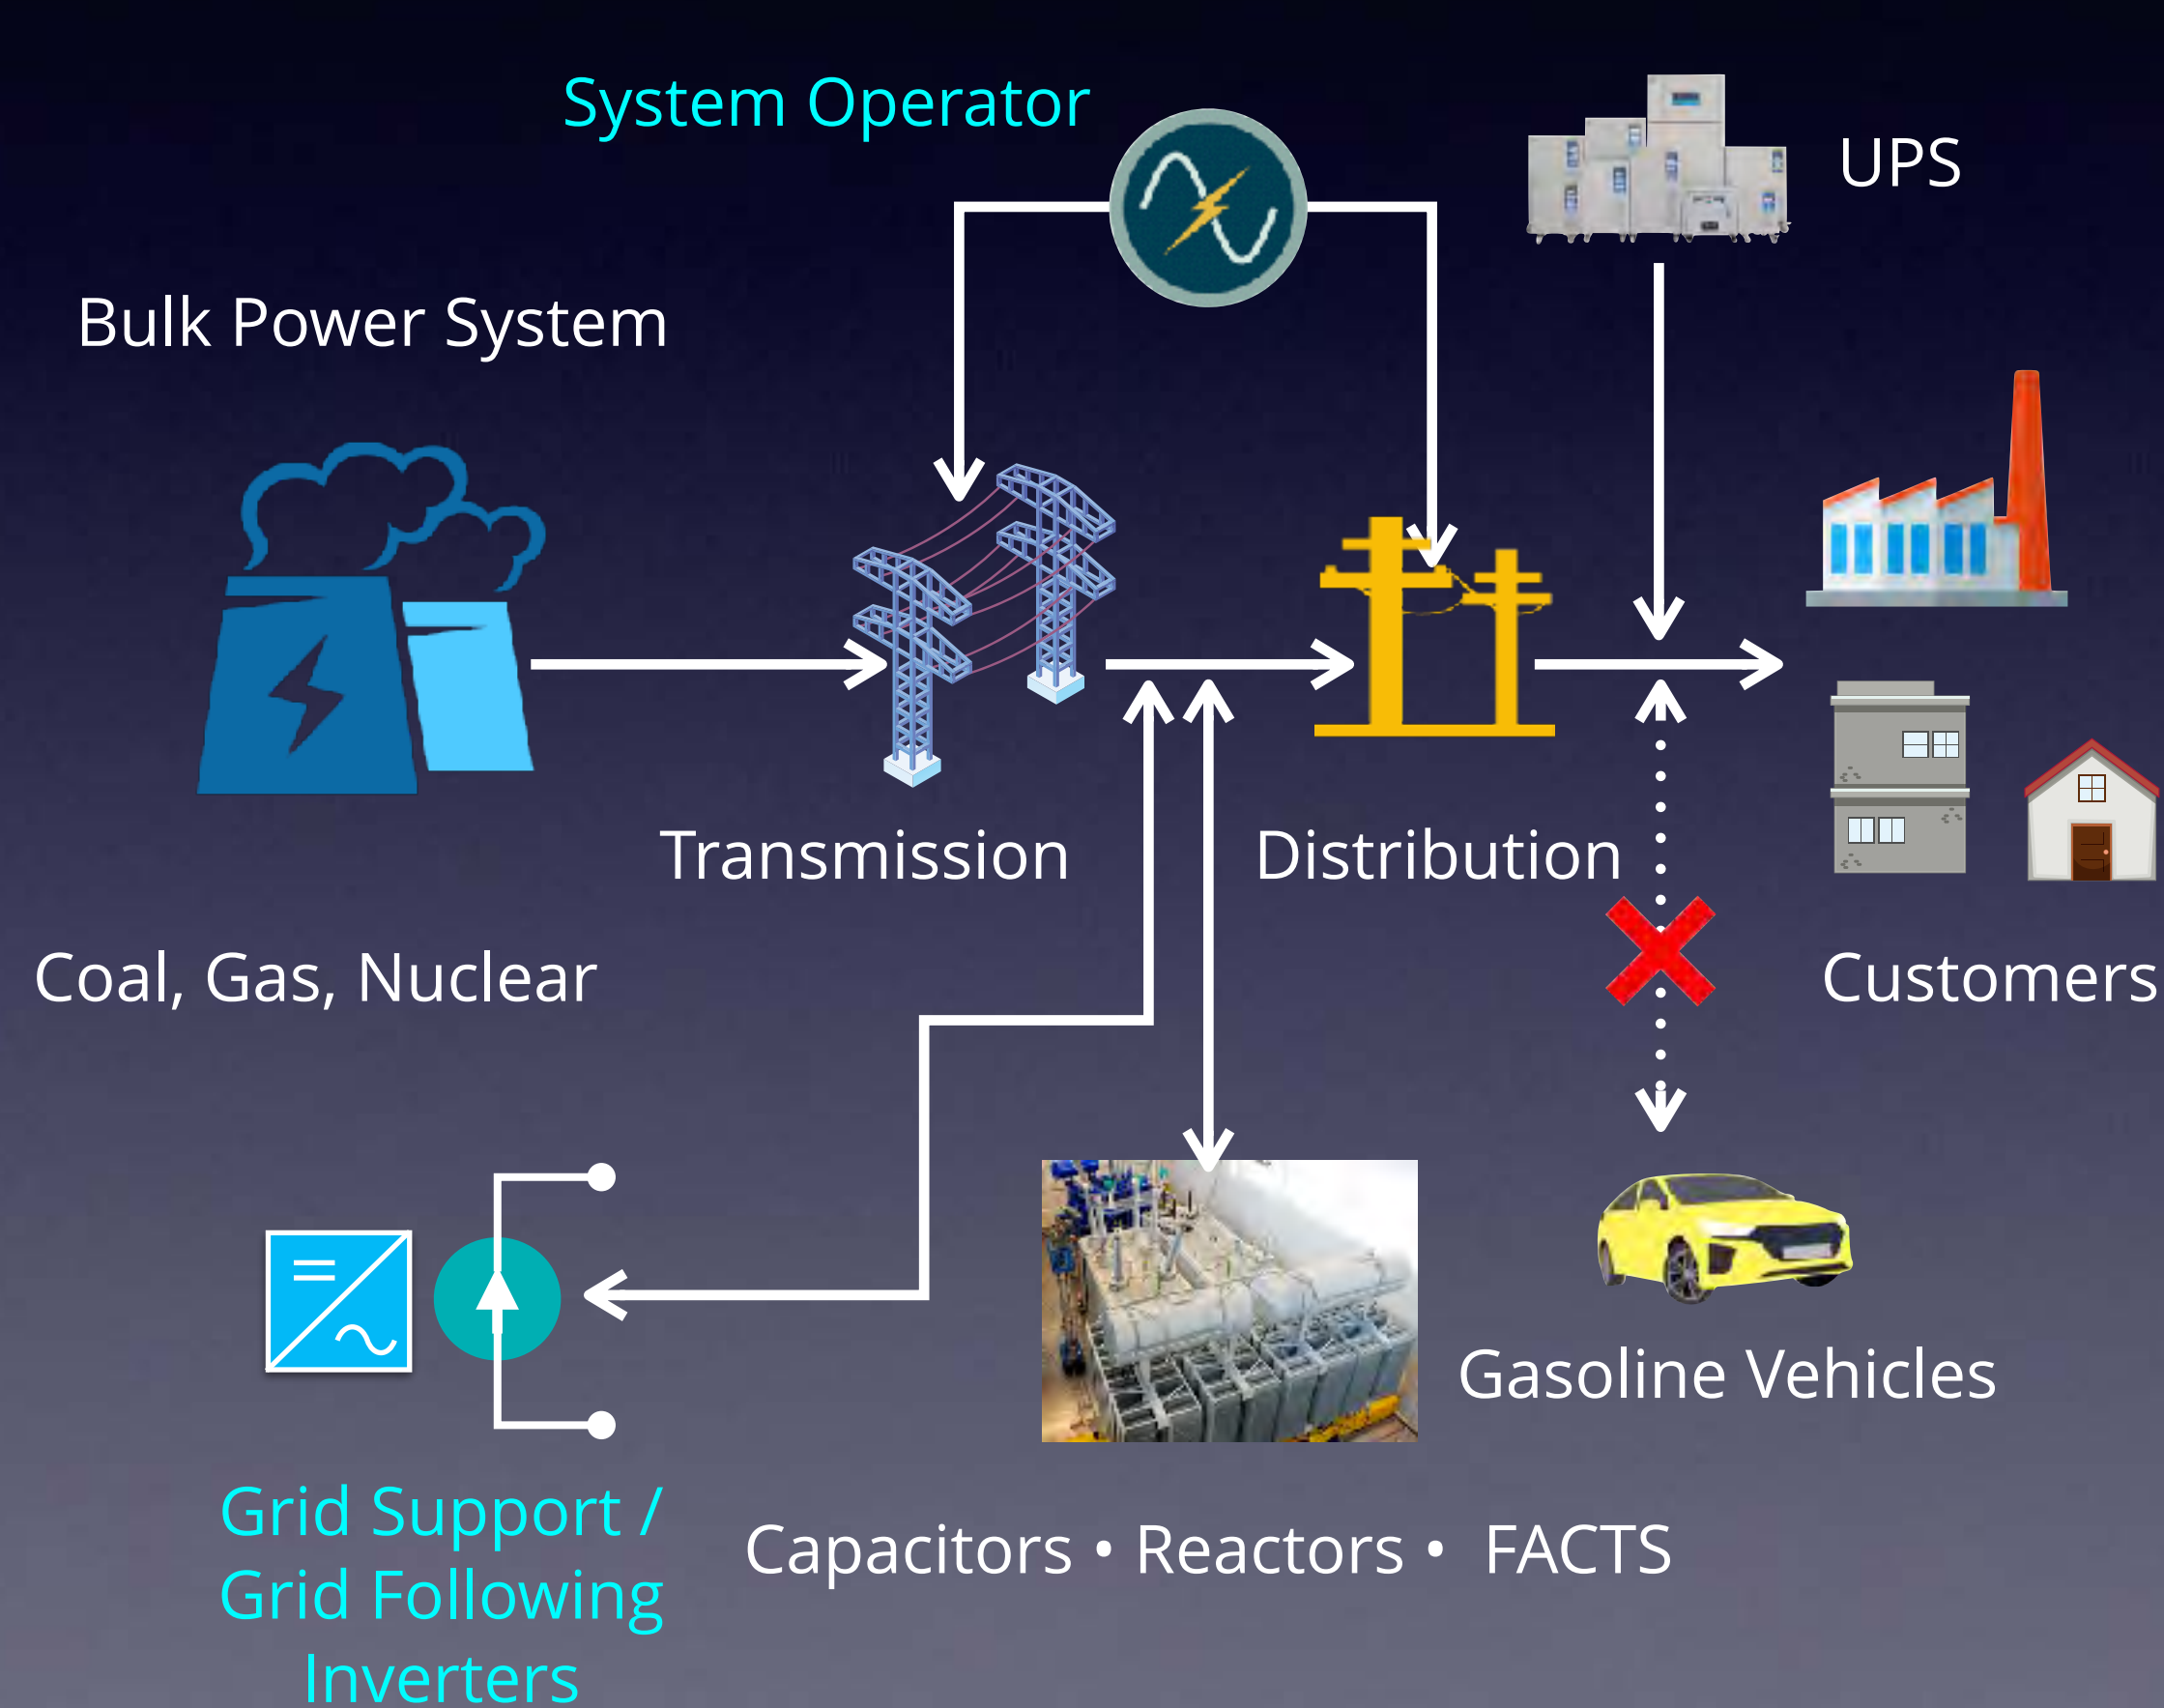 System Operator
UPS
Bulk Power System
Transmission
Distribution
Coal, Gas, Nuclear
Customers
Gasoline Vehicles
Grid Support /
Grid Following
Inverters
Capacitors • Reactors • FACTS